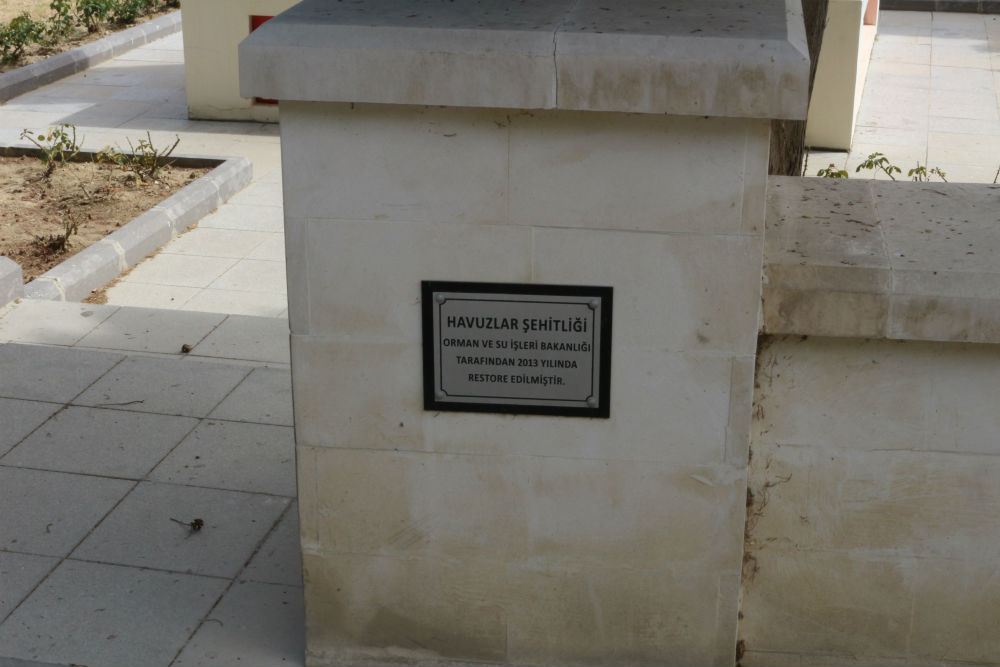 HAVUZLAR ŞEHİTLİĞİ
ORMAN VE SU İŞLERİ BAKANLIĞI
TARAFINDAN 2013 YILINDA
RESTORE EDİLMİŞTİR.